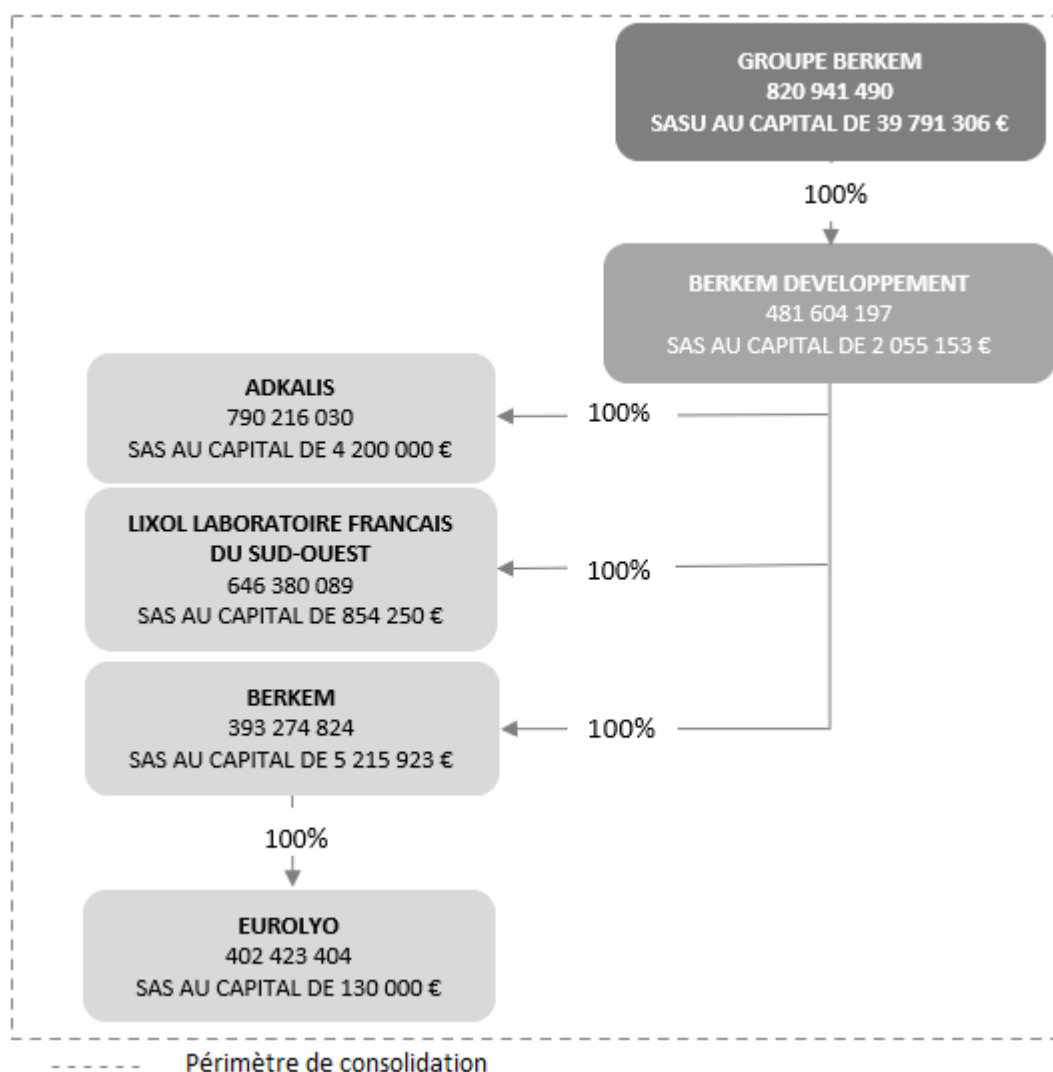 GROUPE BERKEM
820 941 490
SASU AU CAPITAL DE 39 791 306 €
100%
BERKEM DEVELOPPEMENT
481 604 197
SAS AU CAPITAL DE 2 055 153 €
ADKALIS
790 216 030
SAS AU CAPITAL DE 4 200 000 €
100%
LIXOL LABORATOIRE FRANCAIS
DU SUD-OUEST
646 380 089
SAS AU CAPITAL DE 854 250 €
100%
BERKEM
393 274 824
SAS AU CAPITAL DE 5 215 923 €
100%
100%
EUROLYO
402 423 404
SAS AU CAPITAL DE 130 000 €
Périmètre de consolidation